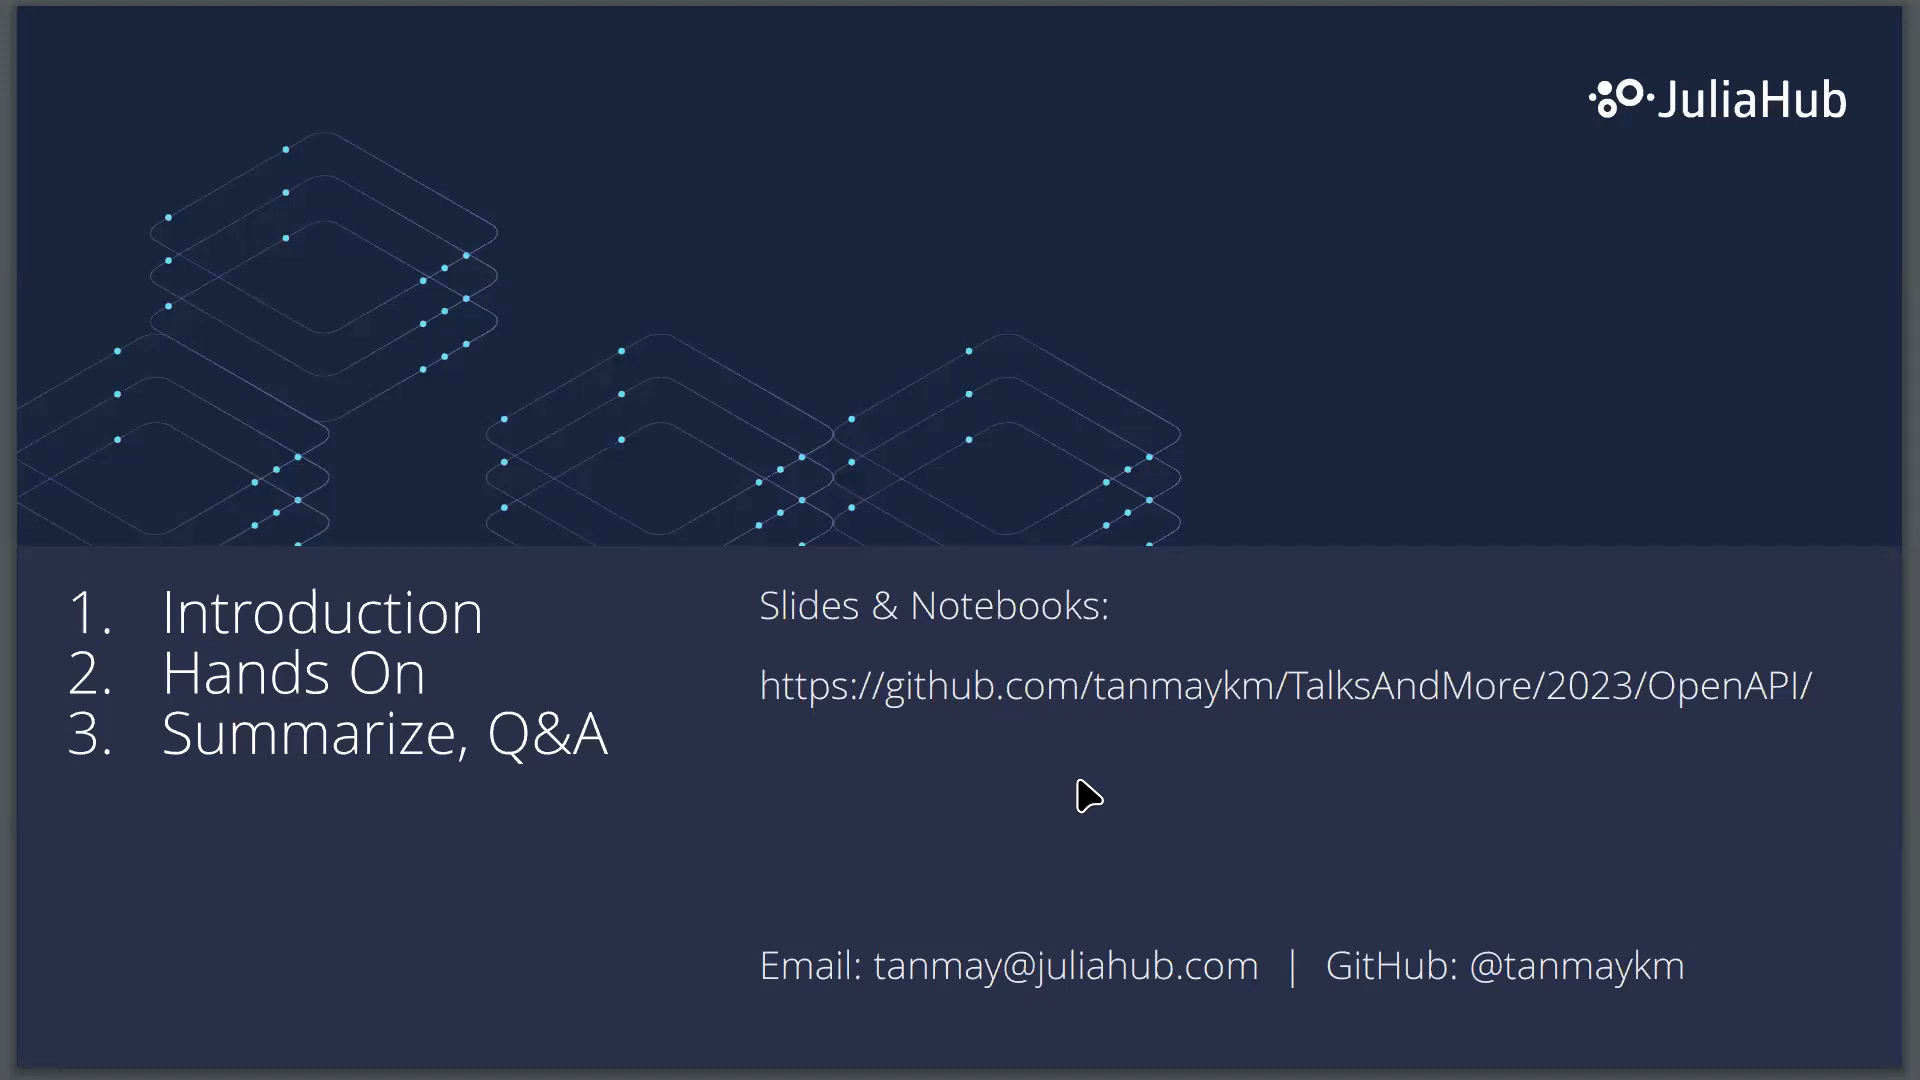 JuliaHub
1. Introduction
2. Hands On
3. Summarize, Q&A
Slides & Notebooks:
https://github.com/tanmaykm/TalksAndMore/2023/OpenAPI/
Email: tanmay@juliahub.com | GitHub: @tanmaykm